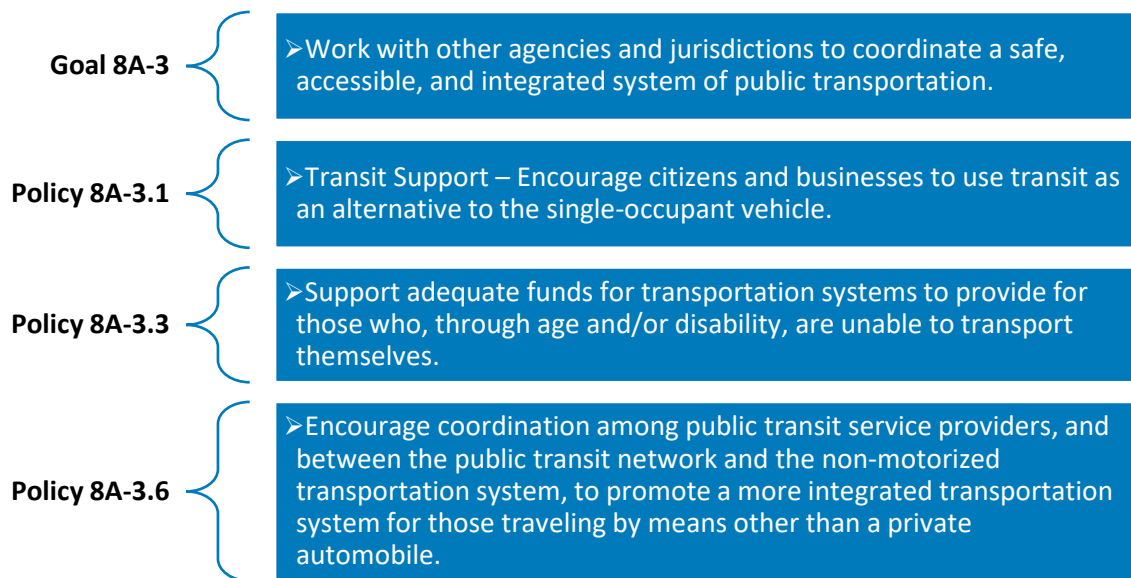 Goal 8A-3
➢Work with other agencies and jurisdictions to coordinate a safe,
accessible, and integrated system of public transportation.
Policy 8A-3.1
➢Transit Support – Encourage citizens and businesses to use transit as
an alternative to the single-occupant vehicle.
Policy 8A-3.3
➢Support adequate funds for transportation systems to provide for
those who, through age and/or disability, are unable to transport
themselves.
Policy 8A-3.6
➢Encourage coordination among public transit service providers, and
between the public transit network and the non-motorized
transportation system, to promote a more integrated transportation
system for those traveling by means other than a private
automobile.